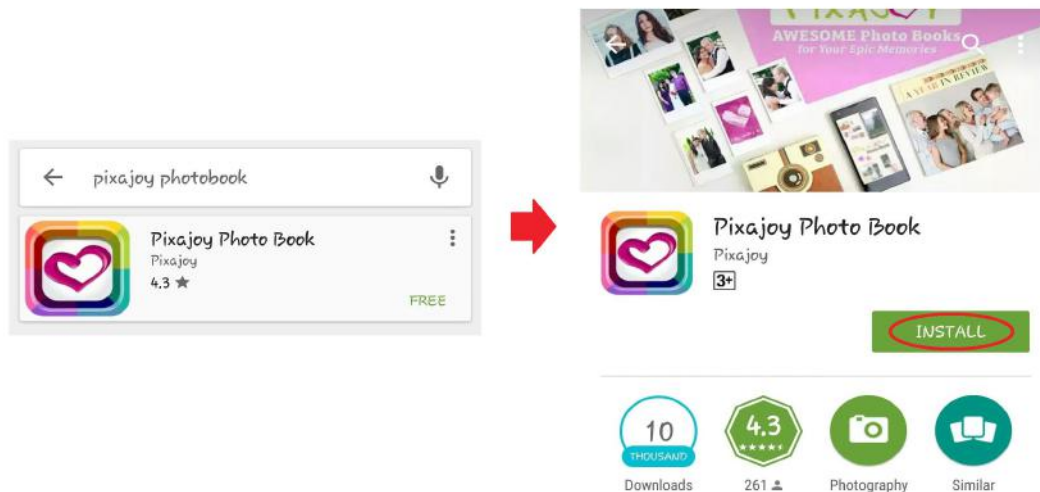 pixajoy photobook
Pixajoy Photo Book
Pixajoy
4.3
FREE
PIXAJOY
AWESOME Photo Books
for Your Epic Memories
A YEAR IN REVIEW
Pixajoy Photo Book
Pixajoy
3+
INSTALL
10
THOUSAND
Downloads
4.3
261
Photography
Similar